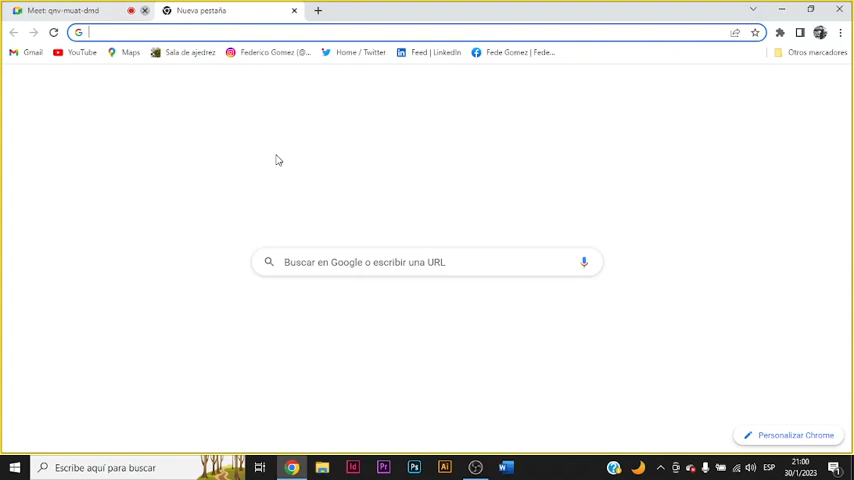 Meet: qnv-muat-dmd
Nueva pestaña
Gmail
YouTube
Maps
Sala de ajedrez
Federico Gomez (@...
Home / Twitter
Feed | LinkedIn
Fede Gomez | Fede...
Otros marcadores
Buscar en Google o escribir una URL
Personalizar Chrome
Escribe aquí para buscar
Id
Pr
Ps
Ai
ESP
21:00
30/1/2023